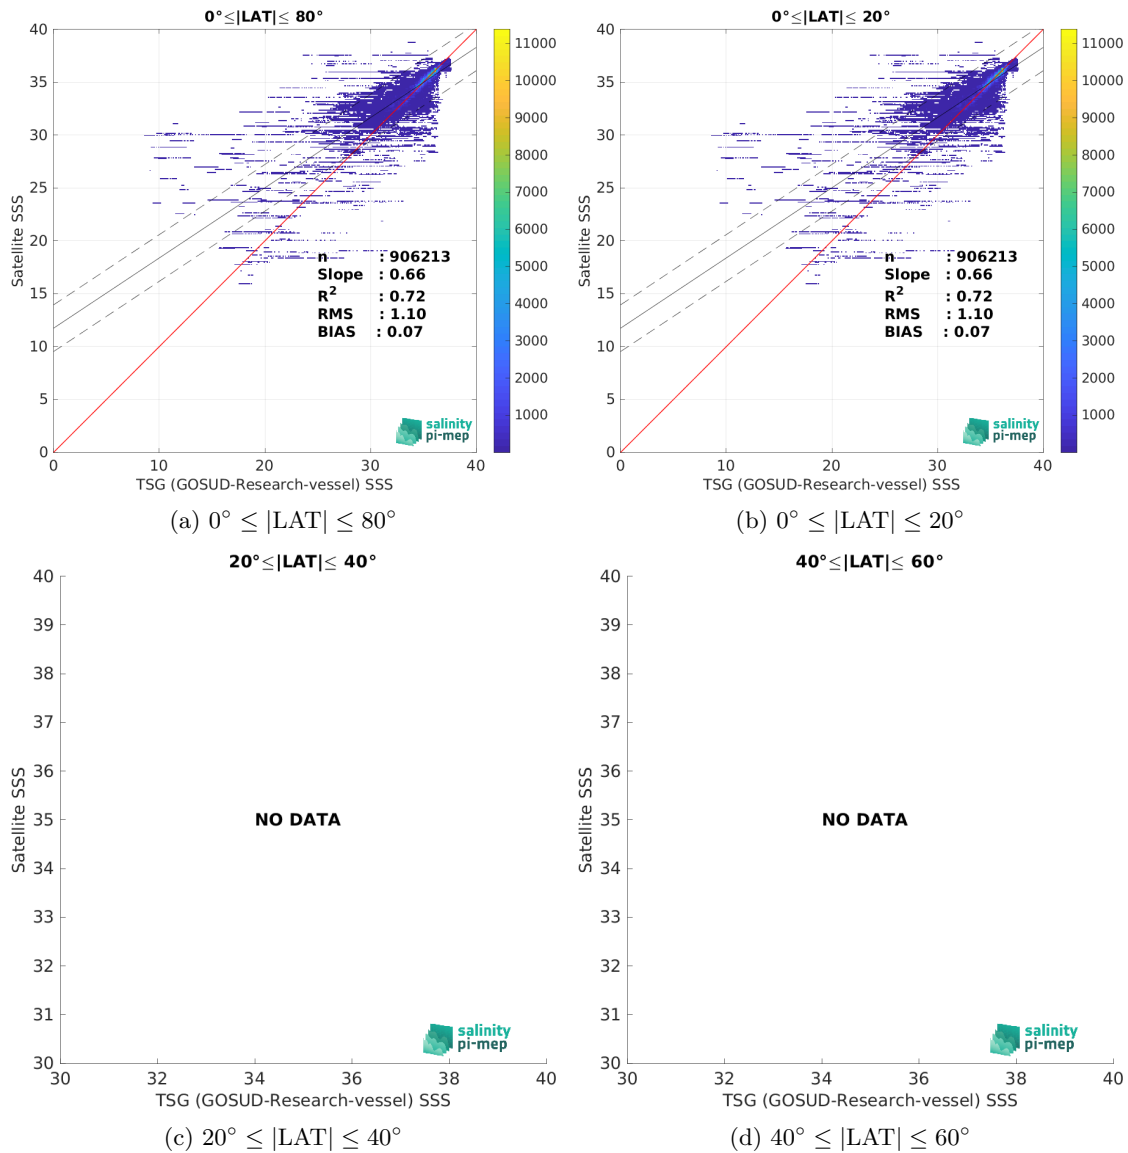 0°≤|LAT|≤ 80°
40
35
30
25
20
15
10
5
0
Satellite SSS
0
10
20
30
40
TSG (GOSUD-Research-vessel) SSS
n : 906213
Slope : 0.66
R² : 0.72
RMS : 1.10
BIAS : 0.07
salinity
pi-mep
11000
10000
9000
8000
7000
6000
5000
4000
3000
2000
1000
(a) 0° ≤ |LAT| ≤ 80°
0°≤|LAT|≤ 20°
40
35
30
25
20
15
10
5
0
Satellite SSS
0
10
20
30
40
TSG (GOSUD-Research-vessel) SSS
n : 906213
Slope : 0.66
R² : 0.72
RMS : 1.10
BIAS : 0.07
salinity
pi-mep
11000
10000
9000
8000
7000
6000
5000
4000
3000
2000
1000
(b) 0° ≤ |LAT| ≤ 20°
20°≤|LAT|≤ 40°
40
39
38
37
36
35
34
33
32
31
30
Satellite SSS
NO DATA
salinity
pi-mep
30
32
34
36
38
40
TSG (GOSUD-Research-vessel) SSS
(c) 20° ≤ |LAT| ≤ 40°
40°≤|LAT|≤ 60°
40
39
38
37
36
35
34
33
32
31
30
Satellite SSS
NO DATA
salinity
pi-mep
30
32
34
36
38
40
TSG (GOSUD-Research-vessel) SSS
(d) 40° ≤ |LAT| ≤ 60°